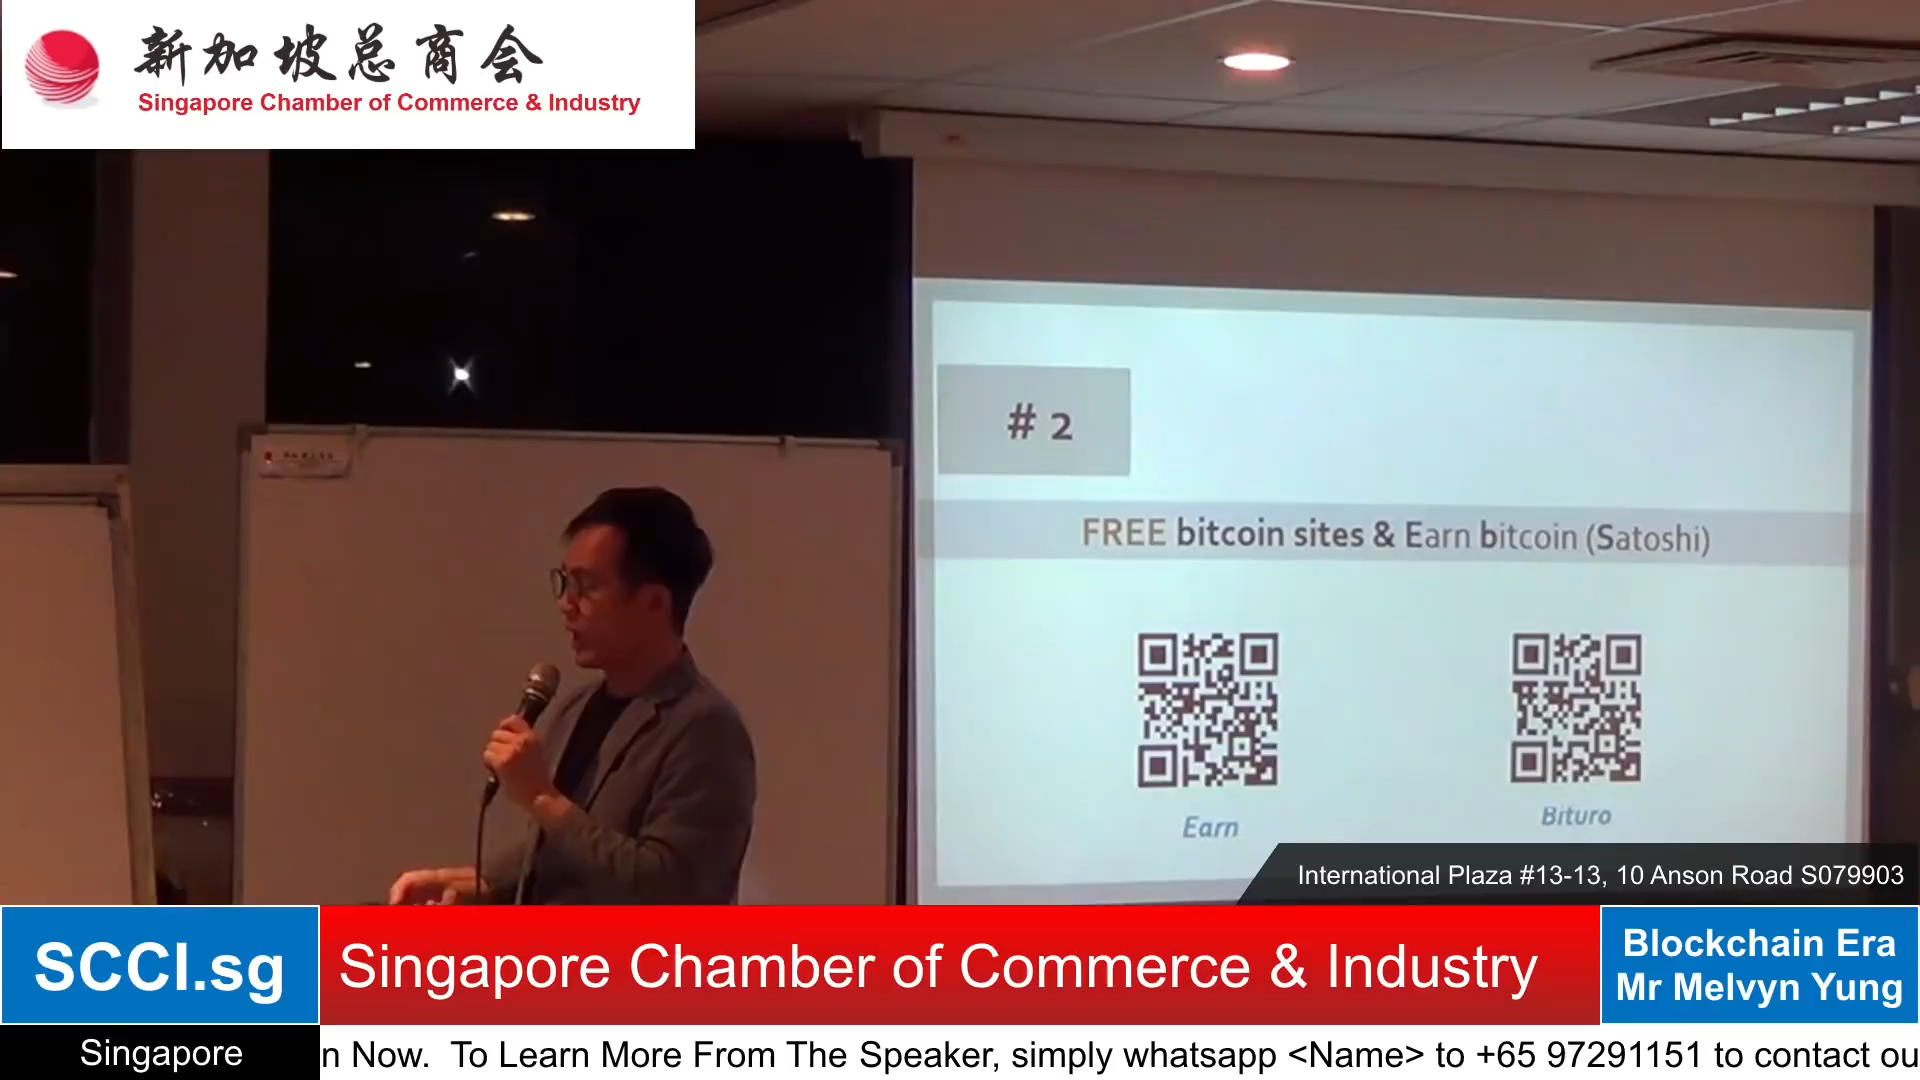 新加坡总商会
Singapore Chamber of Commerce & Industry
# 2
FREE bitcoin sites & Earn bitcoin (Satoshi)
Earn
Bituro
International Plaza #13-13, 10 Anson Road S079903
SCCI.sg
Singapore Chamber of Commerce & Industry
Blockchain Era
Mr Melvyn Yung
Singapore
n Now. To Learn More From The Speaker, simply whatsapp <Name> to +65 97291151 to contact ou